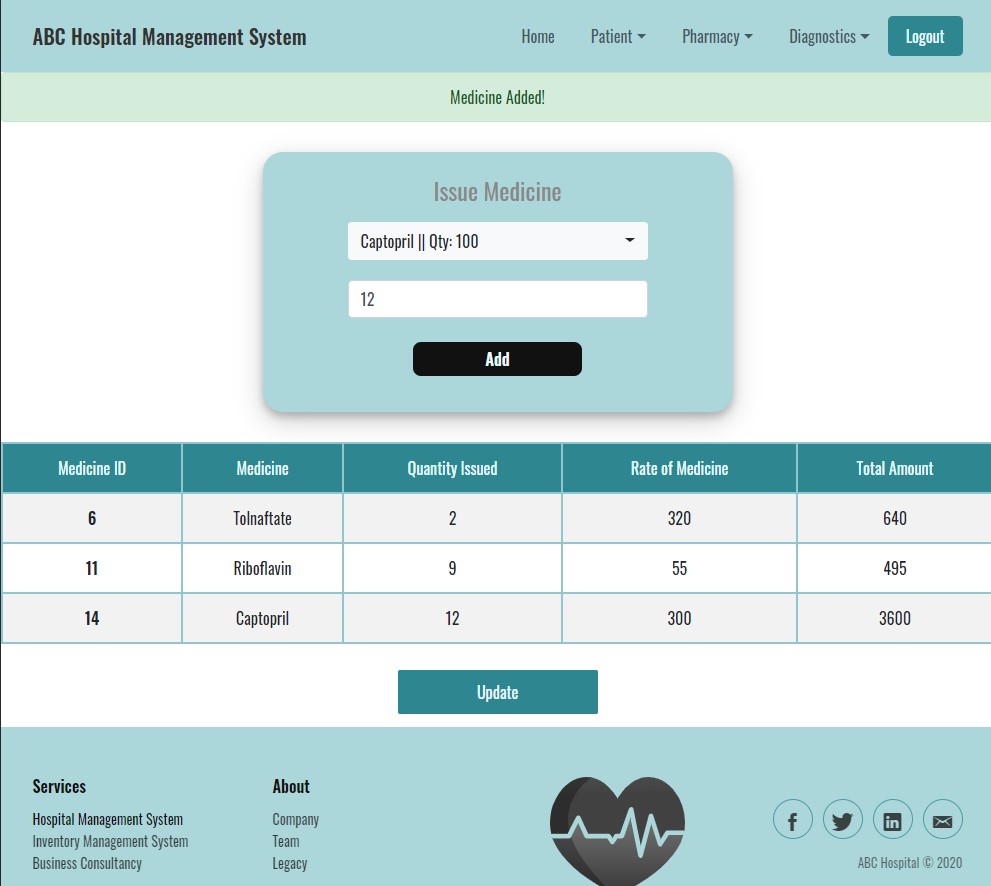 ABC Hospital Management System Home Patient Pharmacy Diagnostics Logout
Medicine Added!
Issue Medicine
Captopril || Qty: 100
12
Add
Medicine ID Medicine Quantity Issued Rate of Medicine Total Amount
6 Tolnaftate 2 320 640
11 Riboflavin 9 55 495
14 Captopril 12 300 3600
Update
Services About
Hospital Management System Company
Inventory Management System Team
Business Consultancy Legacy
ABC Hospital © 2020